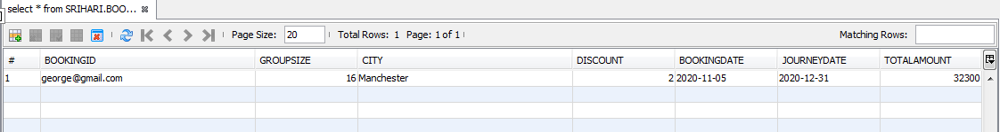 select * from SRIHARI.BOO...
Page Size: 20 Total Rows: 1 Page: 1 of 1 Matching Rows:
# BOOKINGID GROUPSIZE CITY DISCOUNT BOOKINGDATE JOURNEYDATE TOTALAMOUNT
1 george@gmail.com 16 Manchester 2 2020-11-05 2020-12-31 32300